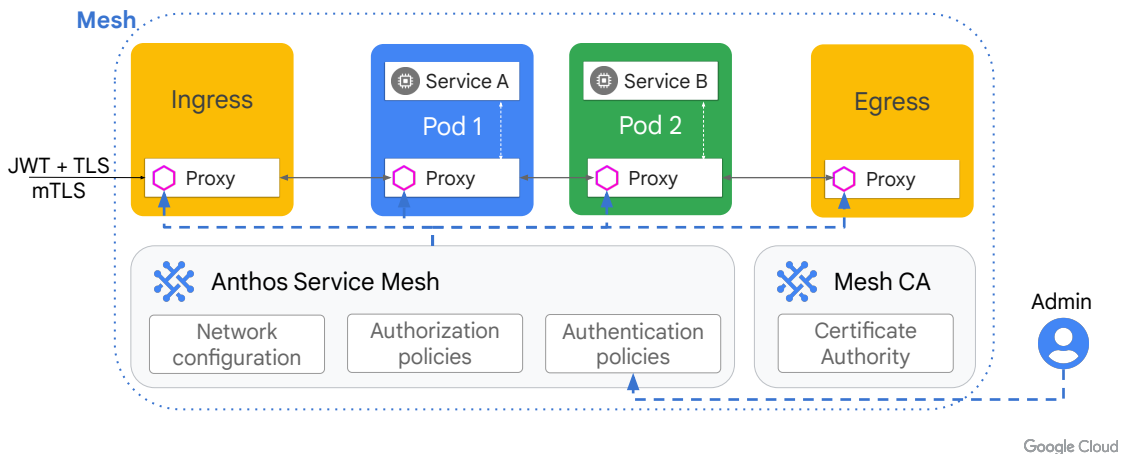 Mesh
Ingress
Service A
Pod 1
Service B
Pod 2
Egress
JWT + TLS
mTLS
Proxy
Proxy
Proxy
Proxy
Anthos Service Mesh
Network
configuration
Authorization
policies
Authentication
policies
Mesh CA
Certificate
Authority
Admin
Google Cloud